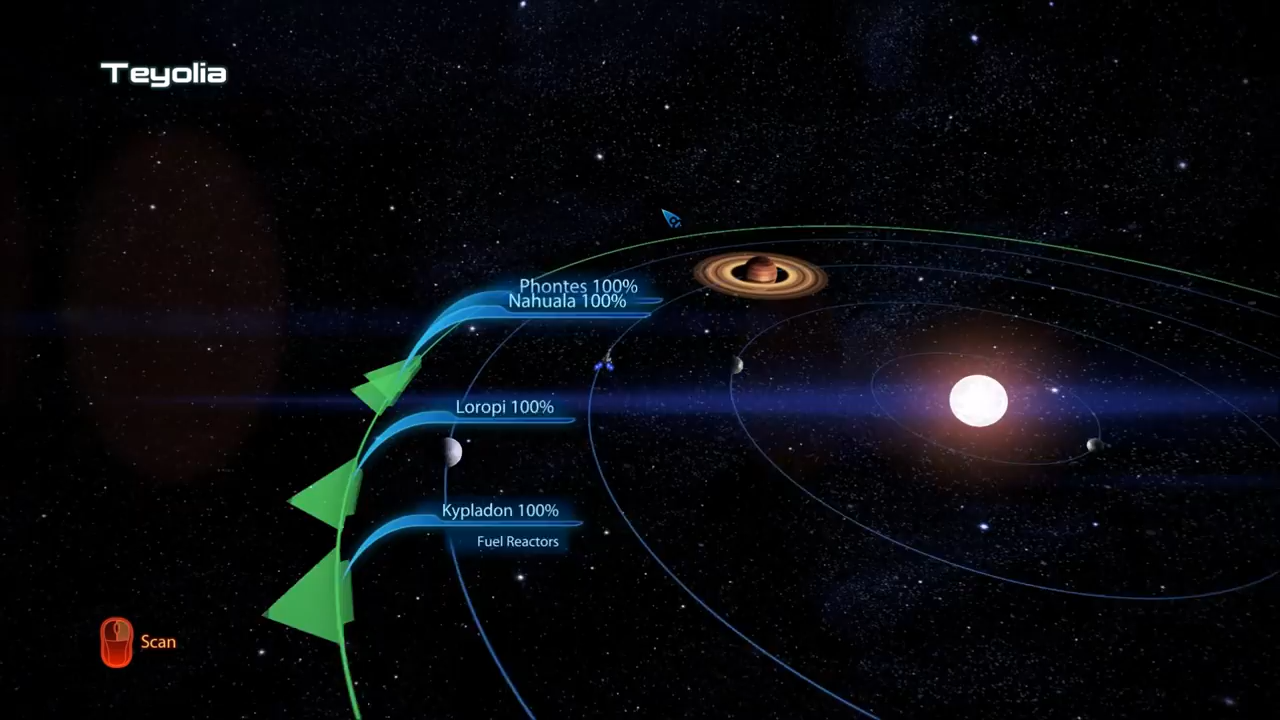 Teyolia
Phontes 100%
Nahuala 100%
Loropi 100%
Kypladon 100%
Fuel Reactors
Scan